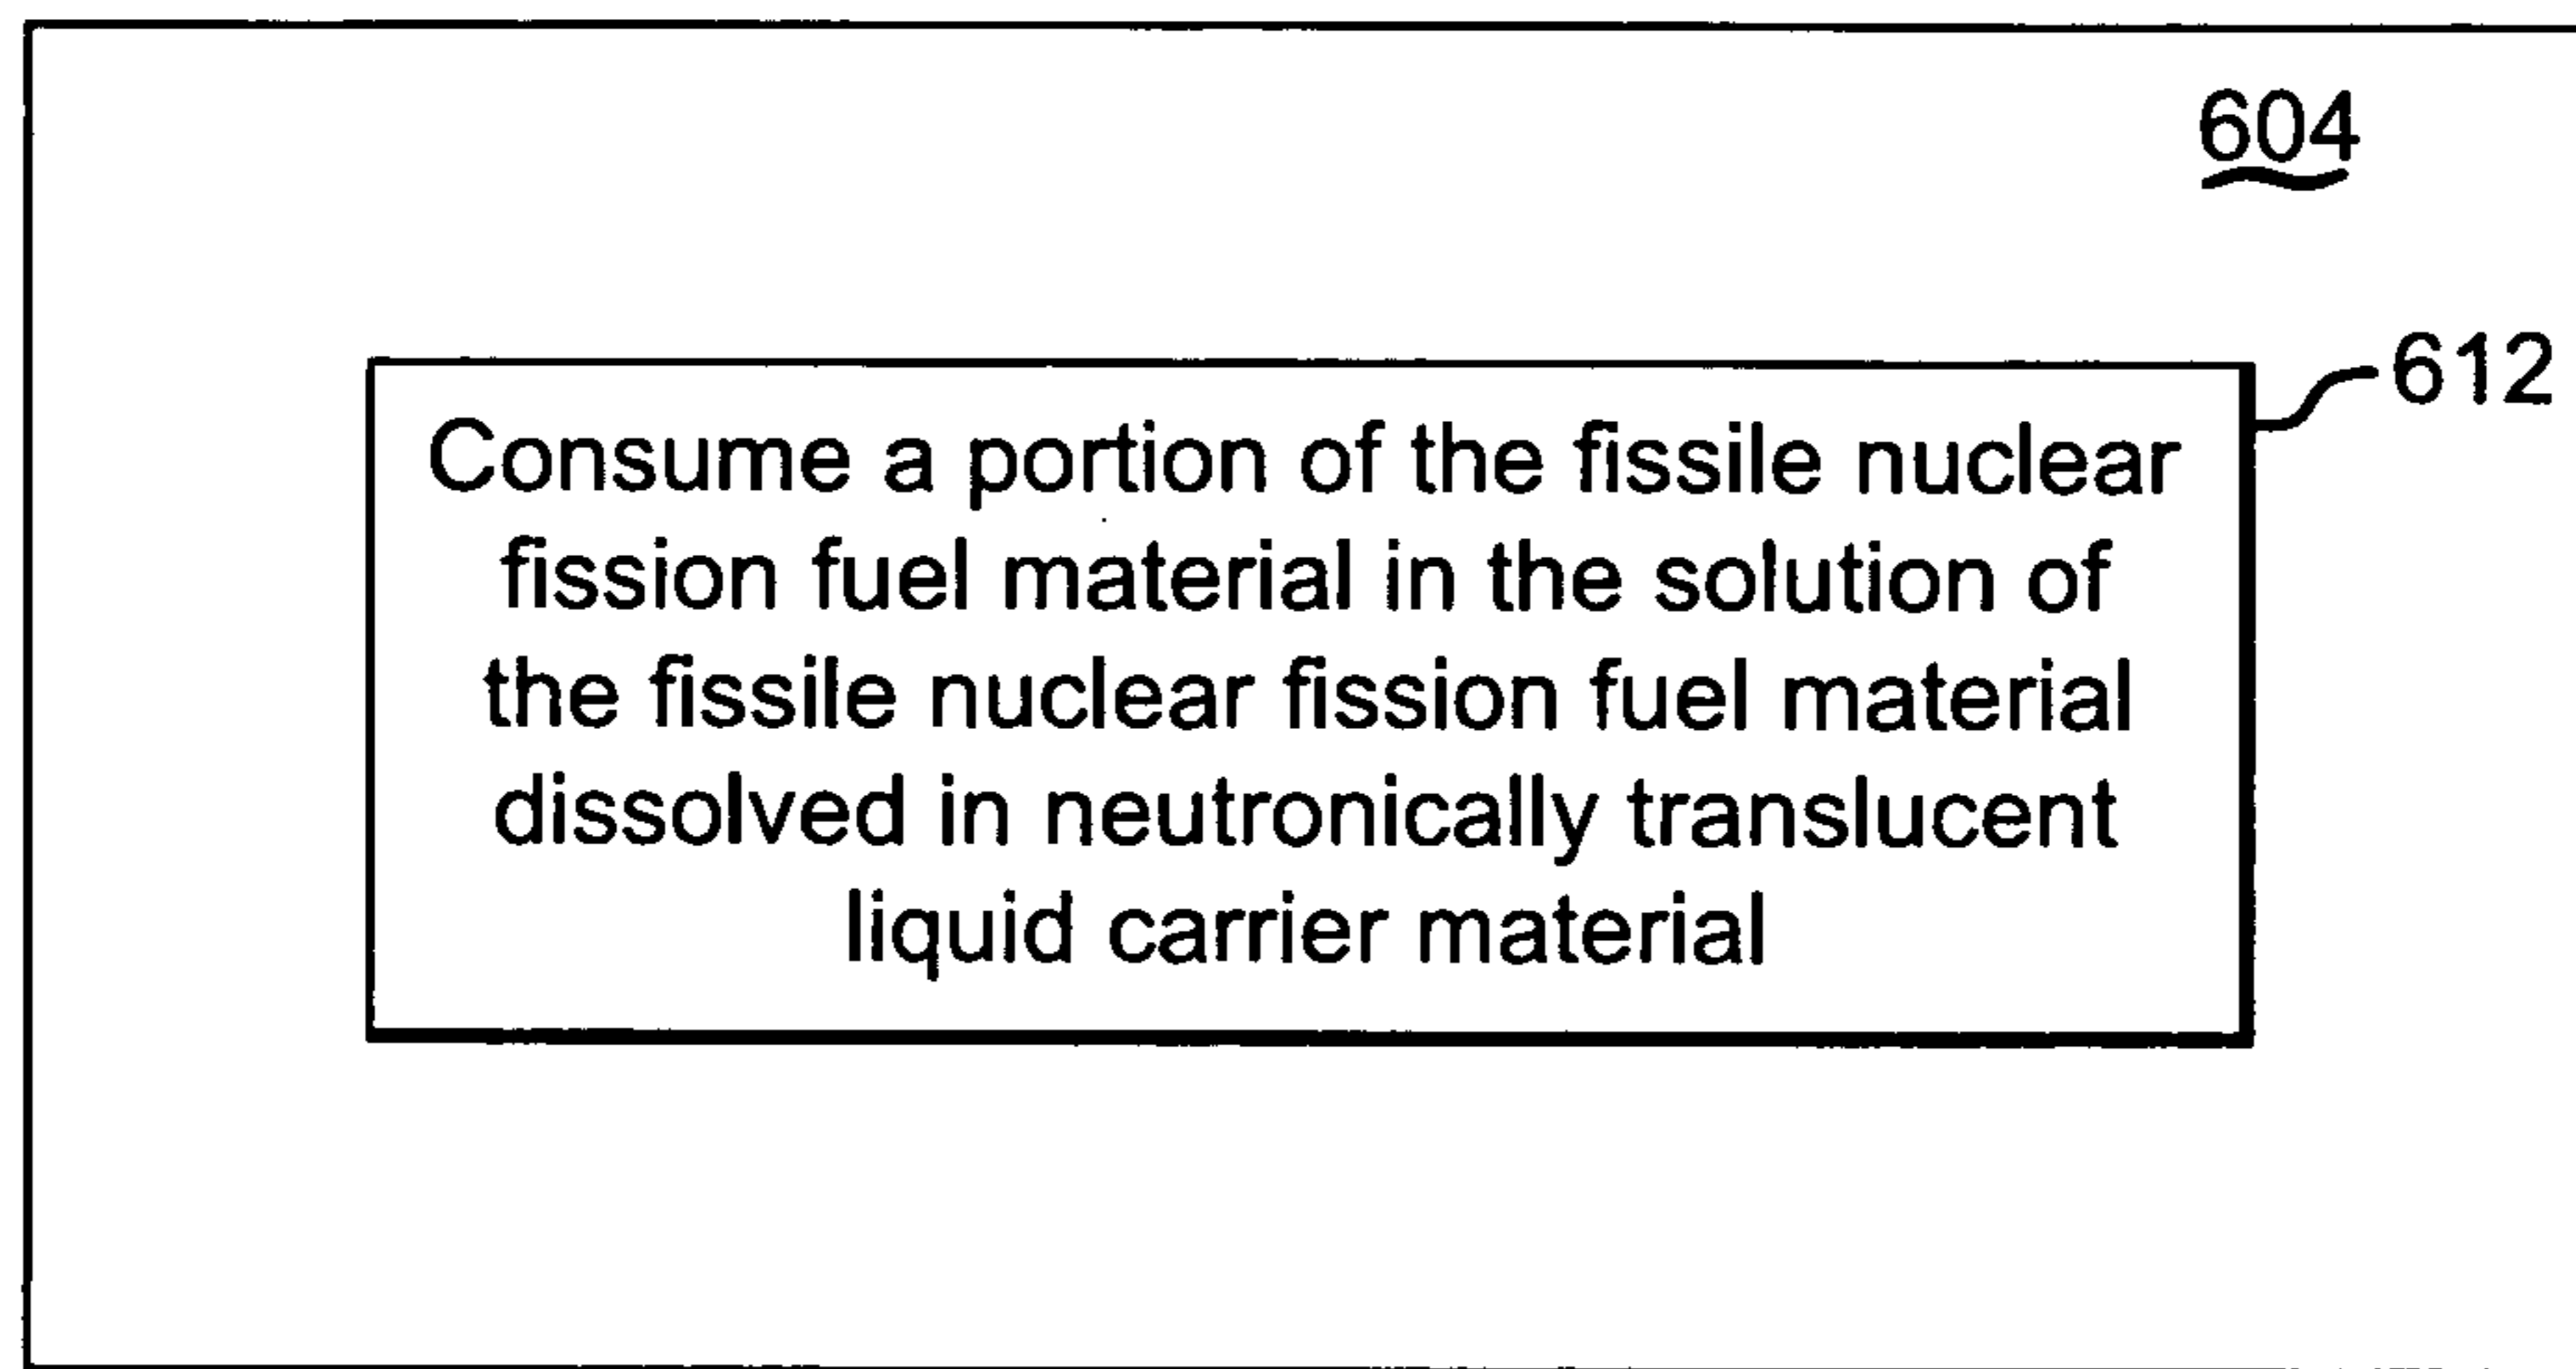 604
612
Consume a portion of the fissile nuclear
fission fuel material in the solution of
the fissile nuclear fission fuel material
dissolved in neutronically translucent
liquid carrier material